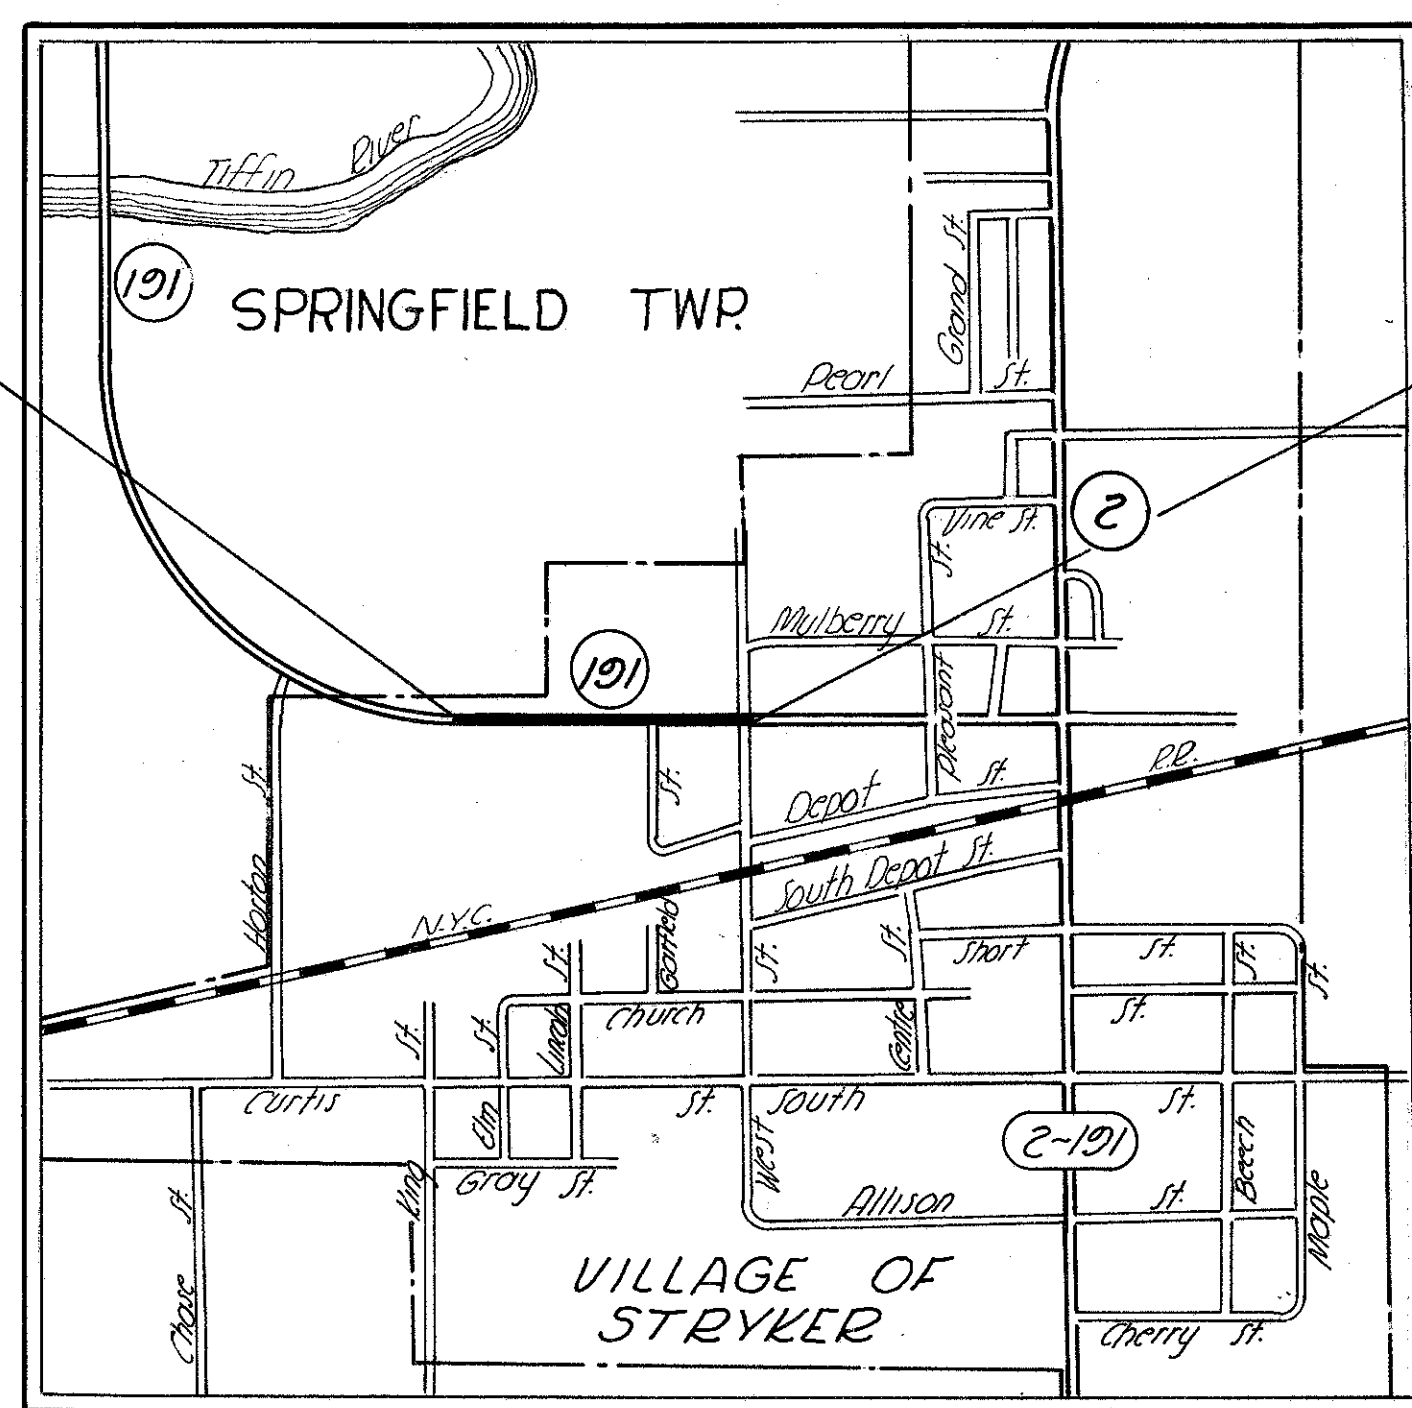 Tiffin River
191
SPRINGFIELD TWP.
Grand St.
Pearl St.
Vine St.
2
St.
Mulberry St.
191
Pleasant
St.
Horton St.
Depot St.
R.R.
South Depot St.
N.Y.C.
Garfield
St.
St.
Short St.
St.
St.
Lincoln St.
Church St.
Centre
St.
Elm St.
Curtis St.
South St.
2-191
King
West
Beech
Gray St.
Chase St.
Allison St.
Maple
VILLAGE OF
STRYKER
Cherry St.